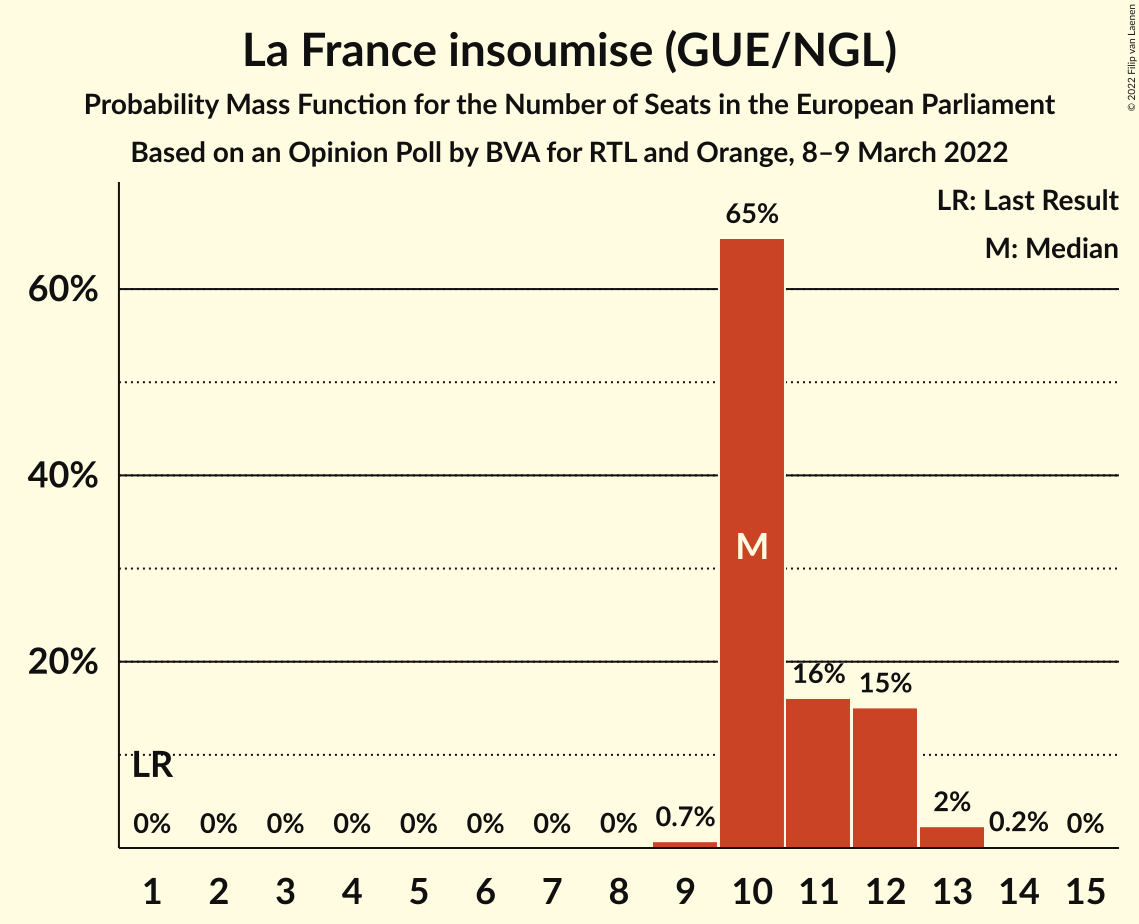 La France insoumise (GUE/NGL)
Probability Mass Function for the Number of Seats in the European Parliament
Based on an Opinion Poll by BVA for RTL and Orange, 8–9 March 2022
© 2022 Filip van Laenen
LR: Last Result
M: Median
60%
40%
20%
65%
M
16%
15%
LR
0% 0% 0% 0% 0% 0% 0% 0% 0.7% 2% 0.2% 0%
1 2 3 4 5 6 7 8 9 10 11 12 13 14 15